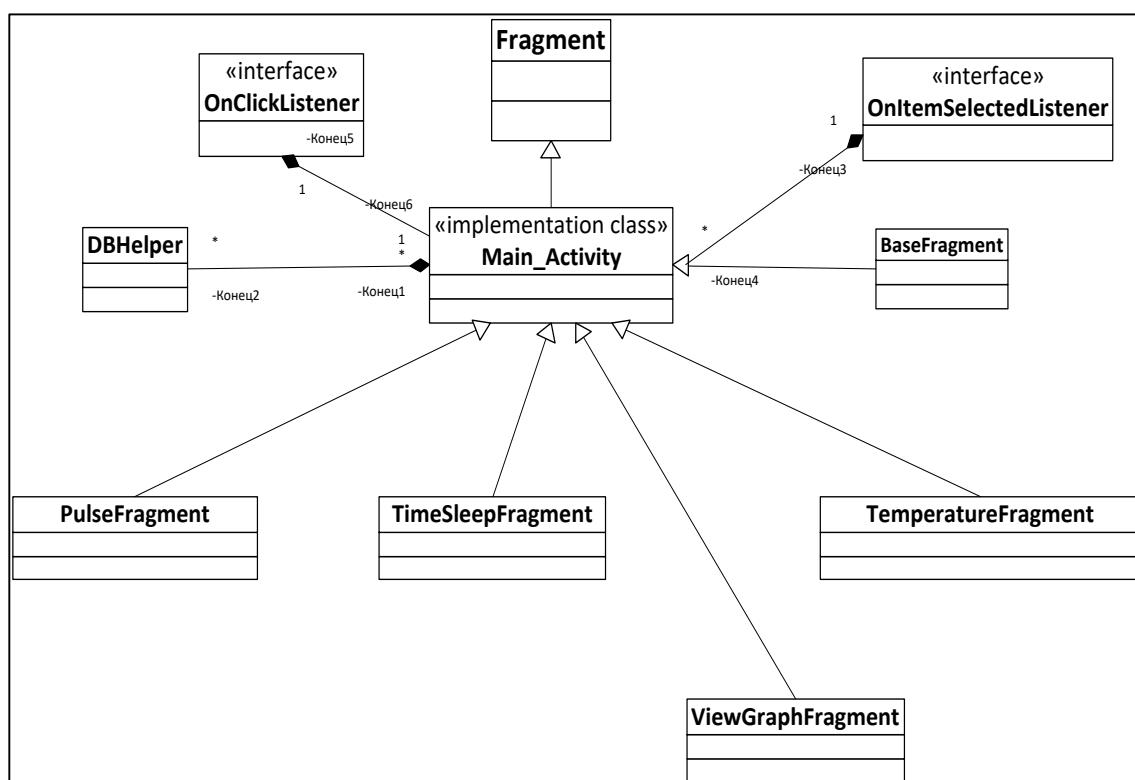 Fragment
«interface»
OnClickListener
«interface»
OnItemSelectedListener
-Конец5
1
-Конец3
1
-Конец6
«implementation class»
Main_Activity
DBHelper
*
1
*
*
BaseFragment
-Конец2
-Конец1
-Конец4
PulseFragment
TimeSleepFragment
TemperatureFragment
ViewGraphFragment